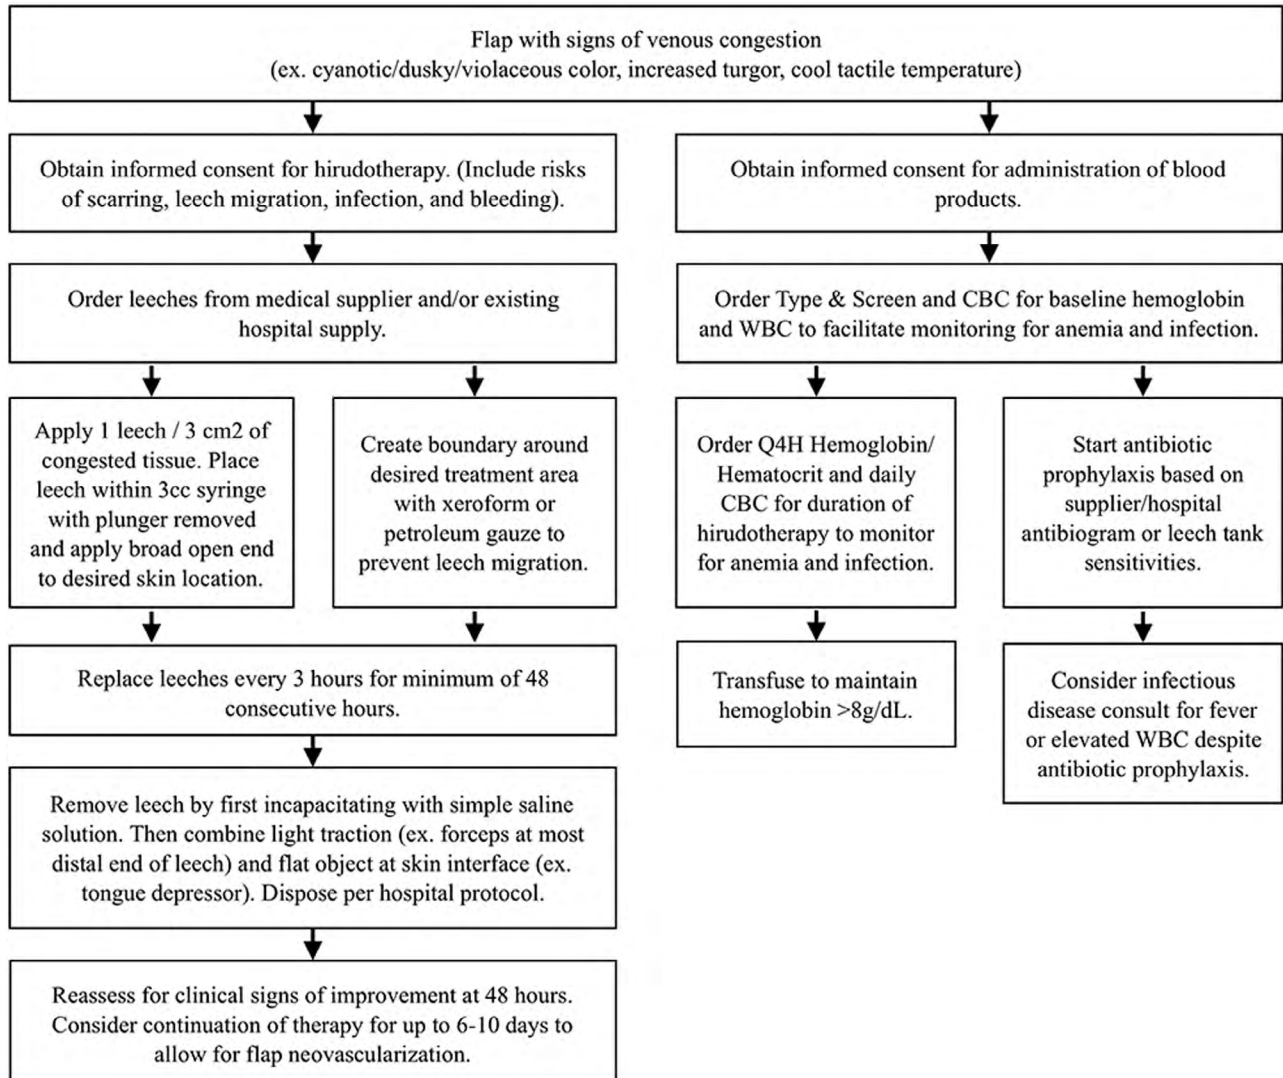 Flap with signs of venous congestion
(ex. cyanotic/dusky/violaceous color, increased turgor, cool tactile temperature)
Obtain informed consent for hirudotherapy. (Include risks
of scarring, leech migration, infection, and bleeding).
Obtain informed consent for administration of blood
products.
Order leeches from medical supplier and/or existing
hospital supply.
Order Type & Screen and CBC for baseline hemoglobin
and WBC to facilitate monitoring for anemia and infection.
Apply 1 leech / 3 cm2 of
congested tissue. Place
leech within 3cc syringe
with plunger removed
and apply broad open end
to desired skin location.
Create boundary around
desired treatment area
with xeroform or
petroleum gauze to
prevent leech migration.
Order Q4H Hemoglobin/
Hematocrit and daily
CBC for duration of
hirudotherapy to monitor
for anemia and infection.
Start antibiotic
prophylaxis based on
supplier/hospital
antibiogram or leech tank
sensitivities.
Replace leeches every 3 hours for minimum of 48
consecutive hours.
Transfuse to maintain
hemoglobin >8g/dL.
Consider infectious
disease consult for fever
or elevated WBC despite
antibiotic prophylaxis.
Remove leech by first incapacitating with simple saline
solution. Then combine light traction (ex. forceps at most
distal end of leech) and flat object at skin interface (ex.
tongue depressor). Dispose per hospital protocol.
Reassess for clinical signs of improvement at 48 hours.
Consider continuation of therapy for up to 6-10 days to
allow for flap neovascularization.